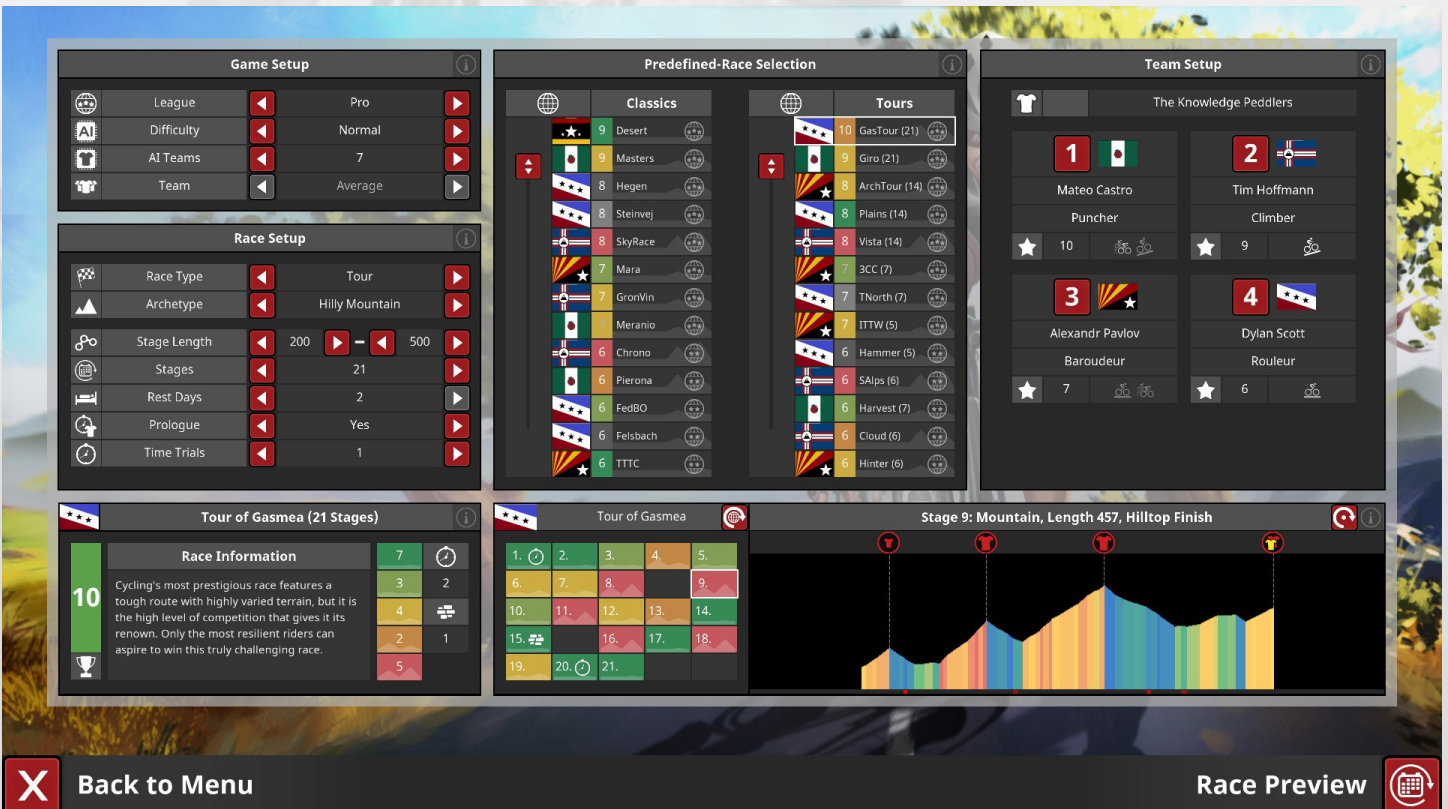 Game Setup
League
Pro
AI
Difficulty
Normal
AI Teams
7
Team
Average
Race Setup
Race Type
Tour
Archetype
Hilly Mountain
Stage Length
200
500
Stages
21
Rest Days
2
Prologue
Yes
Time Trials
1
Predefined-Race Selection
Classics
9 Desert
9 Masters
8 Hegen
8 Steinvej
8 SkyRace
7 Mara
7 GronVin
7 Meranio
6 Chrono
6 Pierona
6 FedBO
6 Felsbach
6 TTTC
Tours
10 GasTour (21)
9 Giro (21)
8 ArchTour (14)
8 Plains (14)
8 Vista (14)
7 3CC (7)
7 TNorth (7)
7 ITTW (5)
6 Hammer (5)
6 SAlps (6)
6 Harvest (7)
6 Cloud (6)
6 Hinter (6)
Team Setup
The Knowledge Peddlers
1
Mateo Castro
Puncher
10
2
Tim Hoffmann
Climber
9
3
Alexandr Pavlov
Baroudeur
7
4
Dylan Scott
Rouleur
6
Tour of Gasmea (21 Stages)
10
Race Information
Cycling's most prestigious race features a
tough route with highly varied terrain, but it is
the high level of competition that gives it its
renown. Only the most resilient riders can
aspire to win this truly challenging race.
7
3 2
4
2 1
5
Tour of Gasmea
1. 2. 3. 4. 5.
6. 7. 8. 9.
10. 11. 12. 13. 14.
15. 16. 17. 18.
19. 20. 21.
Stage 9: Mountain, Length 457, Hilltop Finish
X Back to Menu
Race Preview